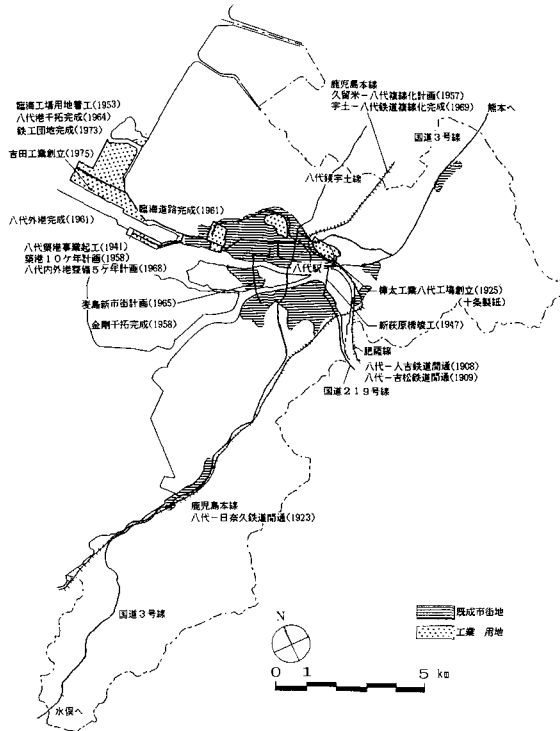 鹿児島本線
久留米－八代複線化計画(1957)
宇土－八代鉄道複線化完成(1969)
熊本へ
国道3号線
臨海工場用地着工(1953)
八代港干拓完成(1964)
鉄工団地完成(1973)
吉田工業創立(1975)
八代鏡宇土線
臨海道路完成(1961)
八代外港完成(1961)
八代築港事業起工(1941)
築港10ケ年計画(1958)
八代内外港整備5ケ年計画(1968)
八代駅
樺太工業八代工場創立(1925)
(十条製紙)
麦島新市街計画(1965)
新萩原橋竣工(1947)
金剛干拓完成(1958)
肥薩線
八代－人吉鉄道開通(1908)
八代－吉松鉄道開通(1909)
国道219号線
鹿児島本線
八代－日奈久鉄道開通(1923)
国道3号線
水俣へ
既成市街地
工業 用地
N
0 1 5 km